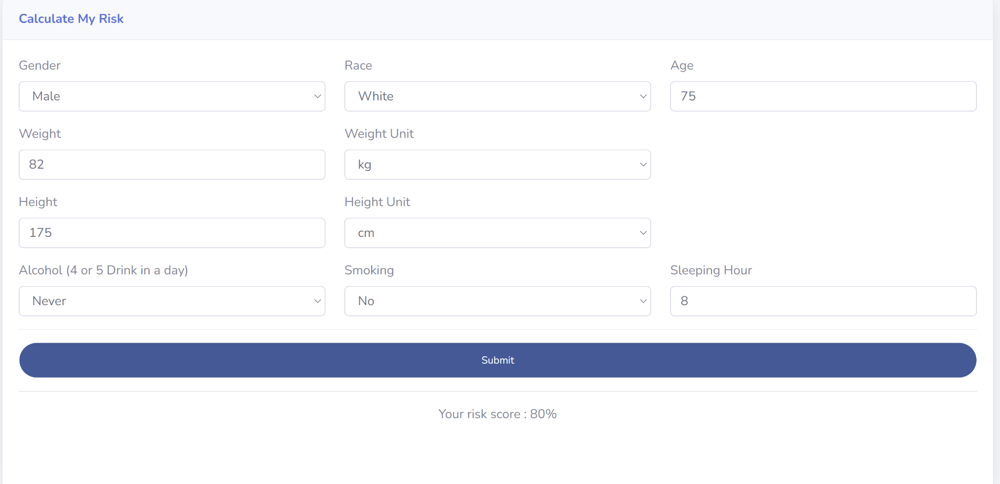 Calculate My Risk
Gender Race Age
Male White 75
Weight Weight Unit
82 kg
Height Height Unit
175 cm
Alcohol (4 or 5 Drink in a day) Smoking Sleeping Hour
Never No 8
Submit
Your risk score : 80%